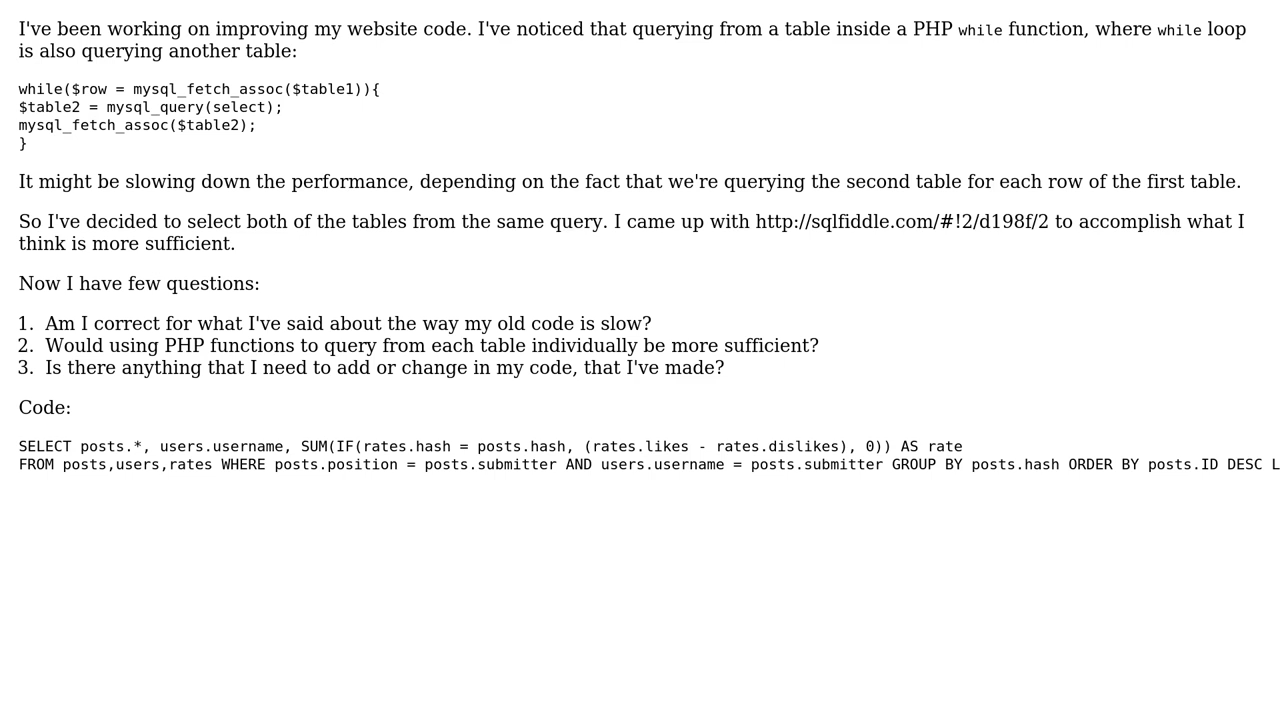 I've been working on improving my website code. I've noticed that querying from a table inside a PHP while function, where while loop
is also querying another table:
while($row = mysql_fetch_assoc($table1)){
$table2 = mysql_query(select);
mysql_fetch_assoc($table2);
}
It might be slowing down the performance, depending on the fact that we're querying the second table for each row of the first table.
So I've decided to select both of the tables from the same query. I came up with http://sqlfiddle.com/#!2/d198f/2 to accomplish what I
think is more sufficient.
Now I have few questions:
1. Am I correct for what I've said about the way my old code is slow?
2. Would using PHP functions to query from each table individually be more sufficient?
3. Is there anything that I need to add or change in my code, that I've made?
Code:
SELECT posts.*, users.username, SUM(IF(rates.hash = posts.hash, (rates.likes - rates.dislikes), 0)) AS rate
FROM posts,users,rates WHERE posts.position = posts.submitter AND users.username = posts.submitter GROUP BY posts.hash ORDER BY posts.ID DESC L